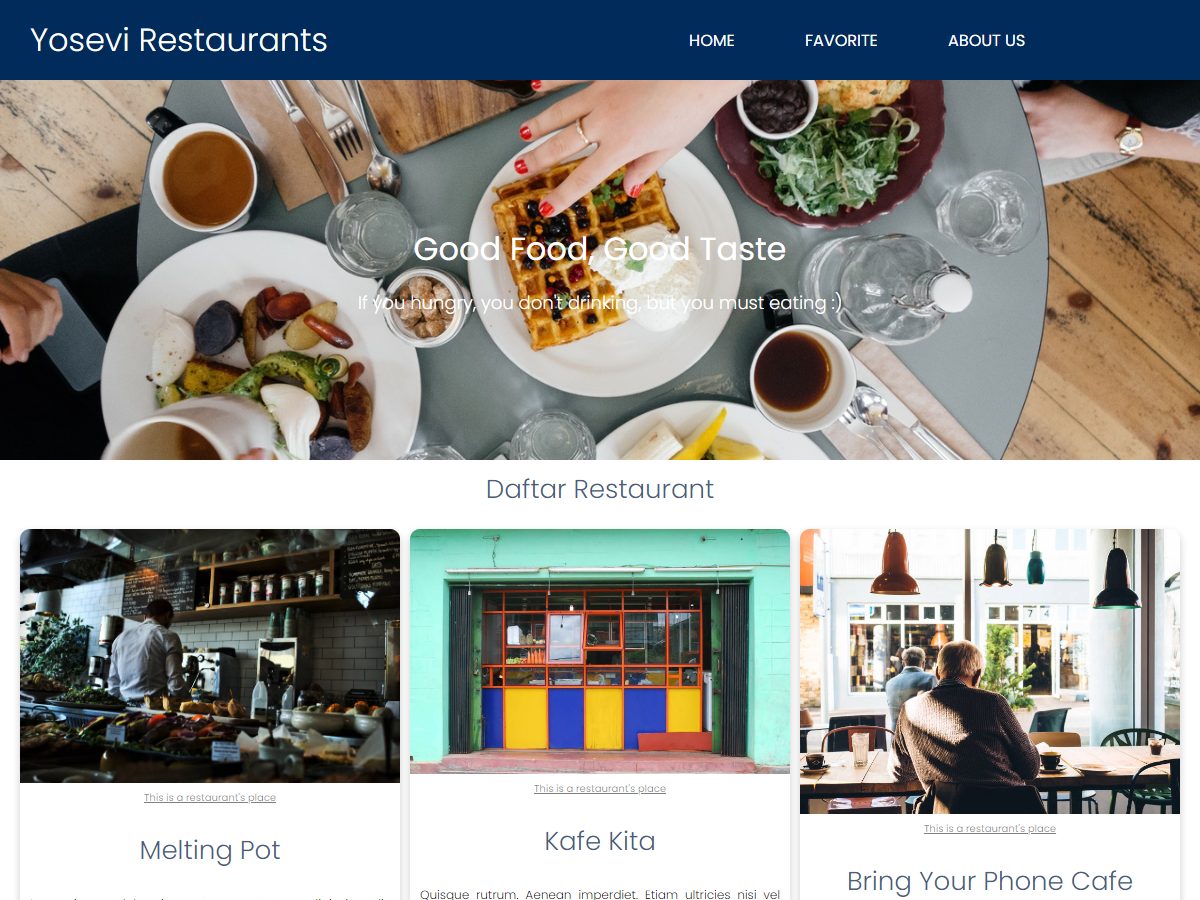 Yosevi Restaurants
HOME FAVORITE ABOUT US
Good Food, Good Taste
If you hungry, you don't drinking, but you must eating :)
Daftar Restaurant
This is a restaurant's place
Melting Pot
This is a restaurant's place
Kafe Kita
Quisque rutrum. Aenean imperdiet. Etiam ultricies nisi vel
7 4
This is a restaurant's place
Bring Your Phone Cafe